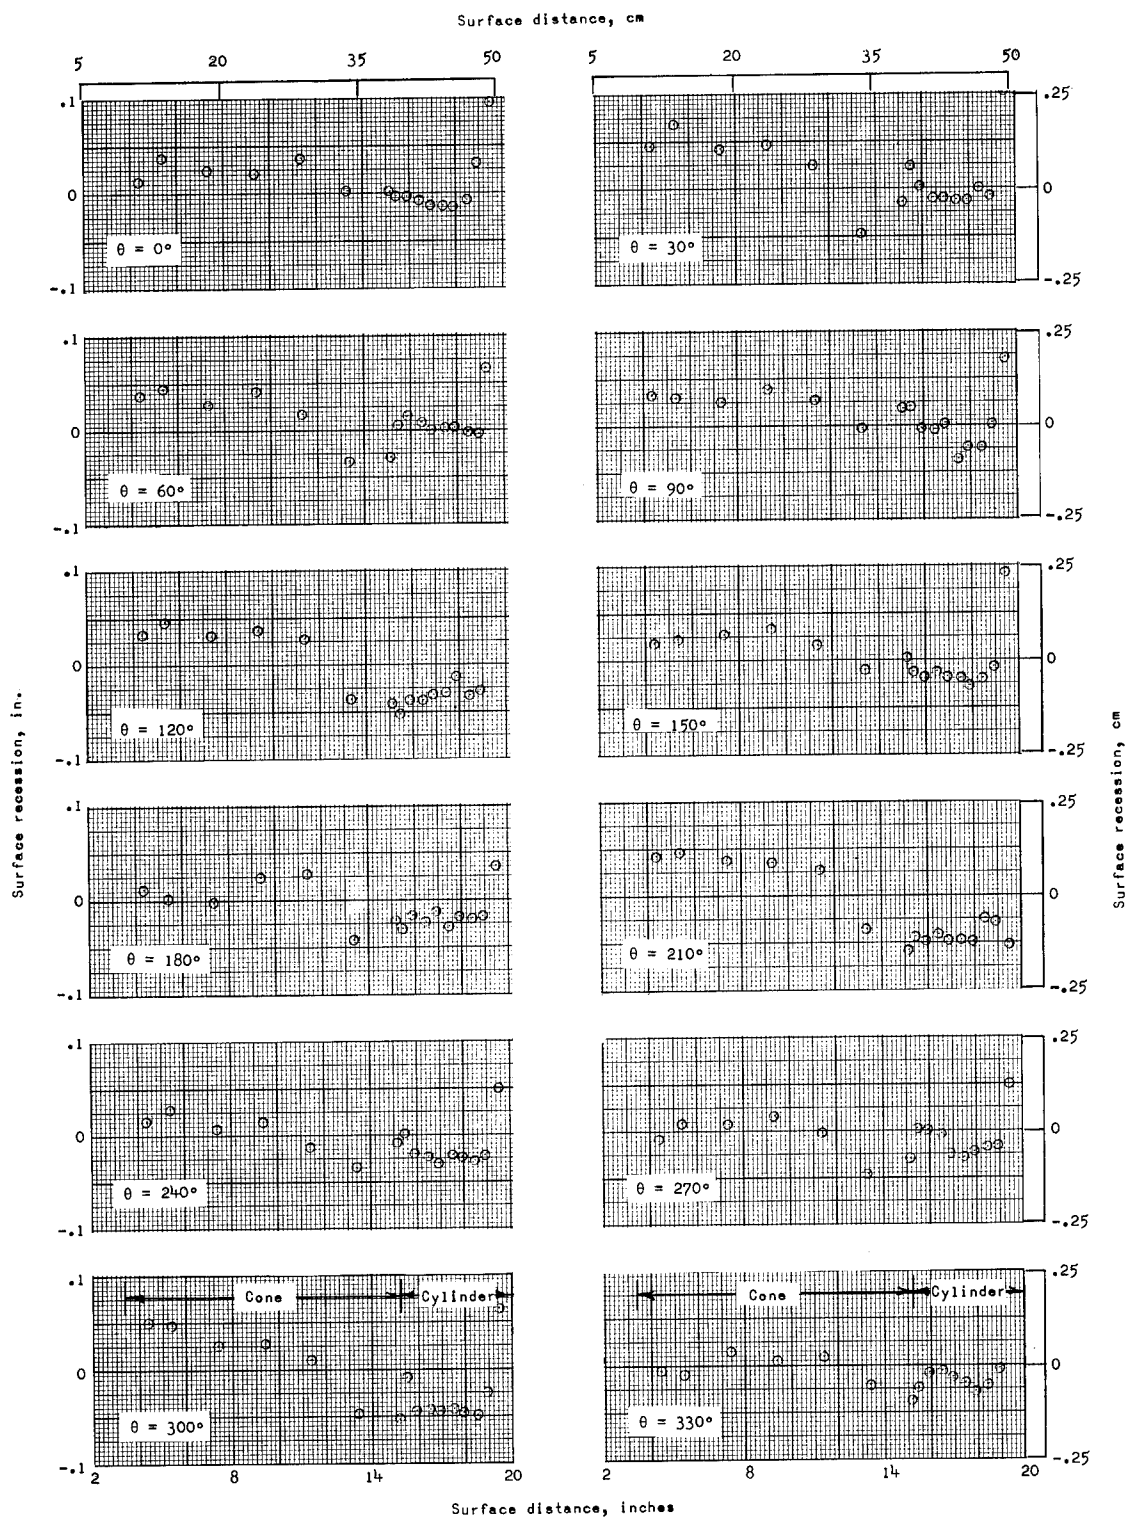 Surface distance, cm
5 20 35 50 5 20 35 50
.1 .25
0 0
θ = 0° θ = 30°
-.1 -.25
.1 .25
0 0
θ = 60° θ = 90°
-.1 -.25
.1 .25
0 0
θ = 120° θ = 150°
-.1 -.25
Surface recession, in.
Surface recession, cm
.1 .25
0 0
θ = 180° θ = 210°
-.1 -.25
.1 .25
0 0
θ = 240° θ = 270°
-.1 -.25
.1 .25
Cone Cylinder Cone Cylinder
0 0
θ = 300° θ = 330°
-.1 -.25
2 8 14 20 2 8 14 20
Surface distance, inches